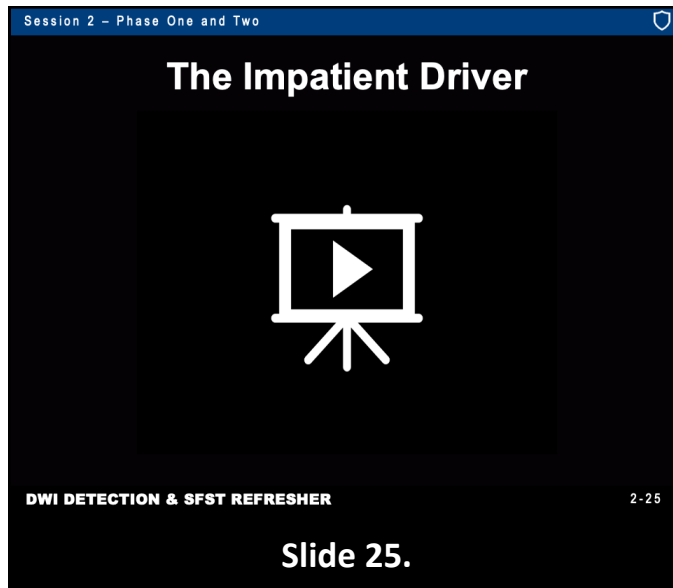 Session 2 – Phase One and Two
The Impatient Driver
DWI DETECTION & SFST REFRESHER
2-25
Slide 25.